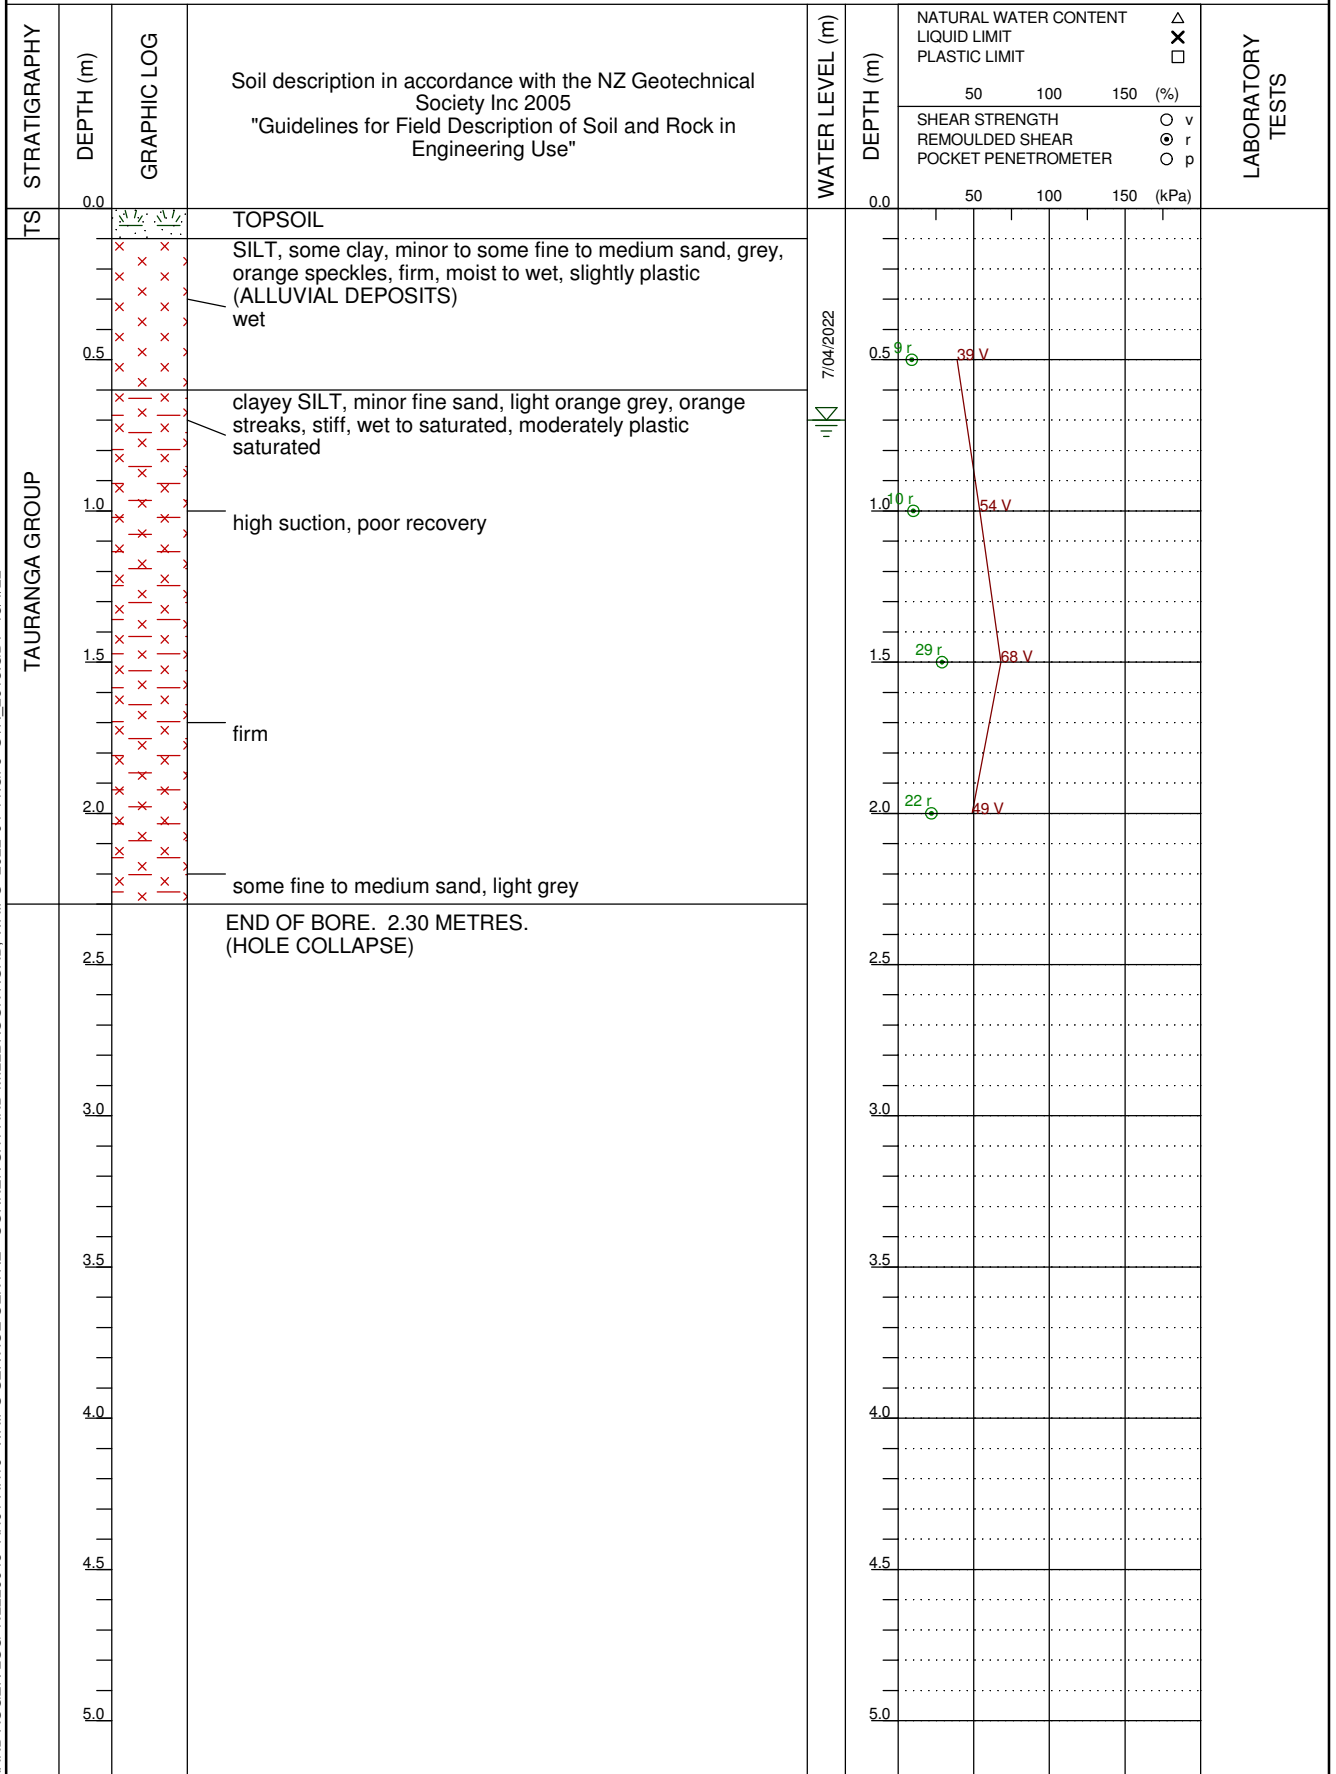 STRATIGRAPHY
DEPTH (m)
GRAPHIC LOG
Soil description in accordance with the NZ Geotechnical
Society Inc 2005
"Guidelines for Field Description of Soil and Rock in
Engineering Use"
WATER LEVEL (m)
DEPTH (m)
NATURAL WATER CONTENT
LIQUID LIMIT
PLASTIC LIMIT
50 100 150 (%)
SHEAR STRENGTH v
REMOULDED SHEAR r
POCKET PENETROMETER p
50 100 150 (kPa)
LABORATORY
TESTS
0.0 0.0
TS
TOPSOIL
TAURANGA GROUP
SILT, some clay, minor to some fine to medium sand, grey,
orange speckles, firm, moist to wet, slightly plastic
(ALLUVIAL DEPOSITS)
wet
7/04/2022
0.5 0.5 9 r 39 V
clayey SILT, minor fine sand, light orange grey, orange
streaks, stiff, wet to saturated, moderately plastic
saturated
1.0 1.0 10 r 54 V
high suction, poor recovery
1.5 1.5 29 r 68 V
firm
2.0 2.0 22 r 49 V
some fine to medium sand, light grey
END OF BORE. 2.30 METRES.
(HOLE COLLAPSE)
2.5 2.5
3.0 3.0
3.5 3.5
4.0 4.0
4.5 4.5
5.0 5.0